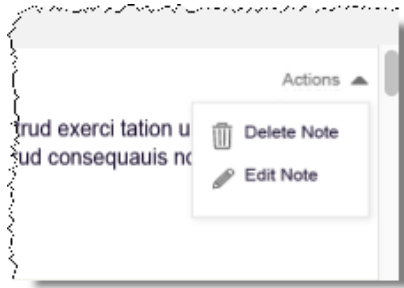 Actions
trud exerci tation u
Delete Note
ud consequauis no
Edit Note